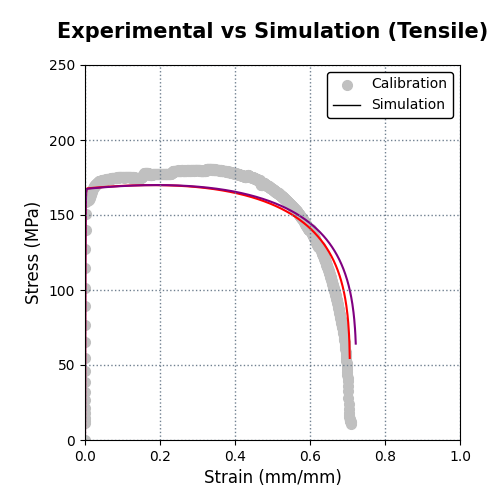 Experimental vs Simulation (Tensile)
250
200
150
100
50
0
Stress (MPa)
Calibration
Simulation
0.0 0.2 0.4 0.6 0.8 1.0
Strain (mm/mm)